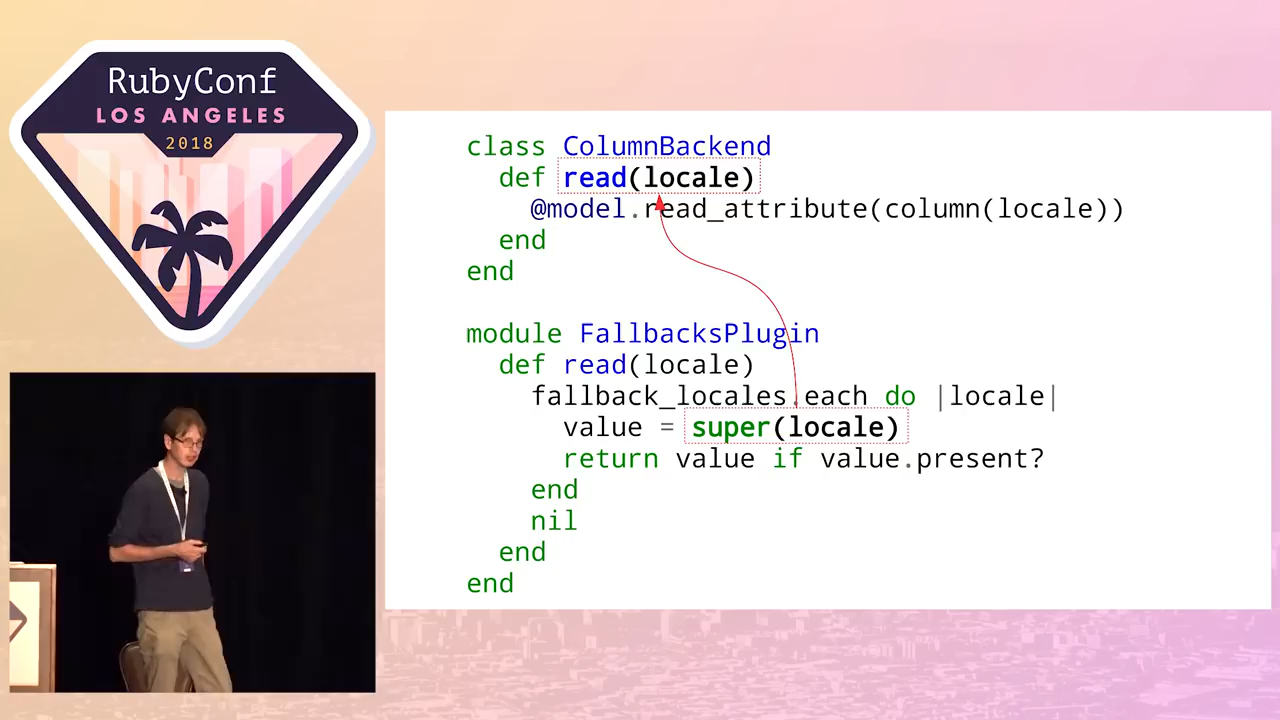 RubyConf
LOS ANGELES
2018
class ColumnBackend
  def read(locale)
    @model.read_attribute(column(locale))
  end
end
module FallbacksPlugin
  def read(locale)
    fallback_locales.each do |locale|
      value = super(locale)
      return value if value.present?
    end
    nil
  end
end